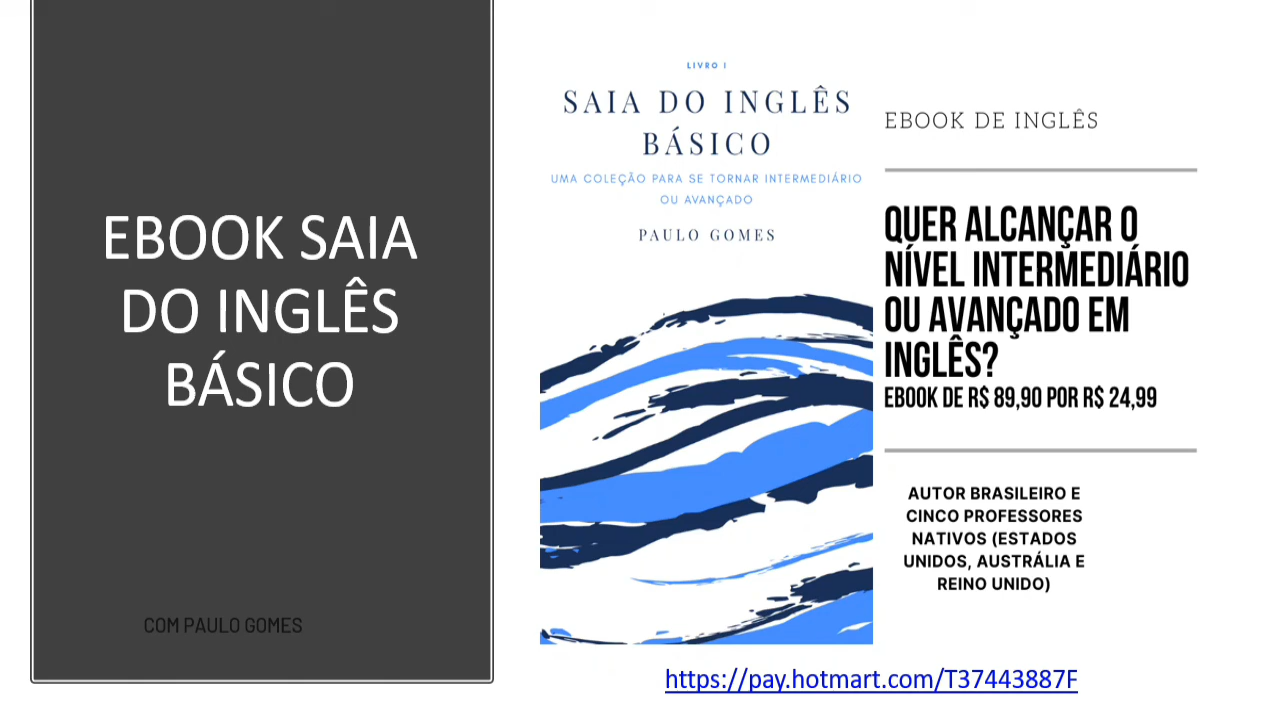 EBOOK SAIA
DO INGLÊS
BÁSICO
COM PAULO GOMES
LIVRO I
SAIA DO INGLÊS
BÁSICO
UMA COLEÇÃO PARA SE TORNAR INTERMEDIÁRIO
OU AVANÇADO
PAULO GOMES
EBOOK DE INGLÊS
QUER ALCANÇAR O
NÍVEL INTERMEDIÁRIO
OU AVANÇADO EM
INGLÊS?
EBOOK DE R$ 89,90 POR R$ 24,99
AUTOR BRASILEIRO E
CINCO PROFESSORES
NATIVOS (ESTADOS
UNIDOS, AUSTRÁLIA E
REINO UNIDO)
https://pay.hotmart.com/T37443887F